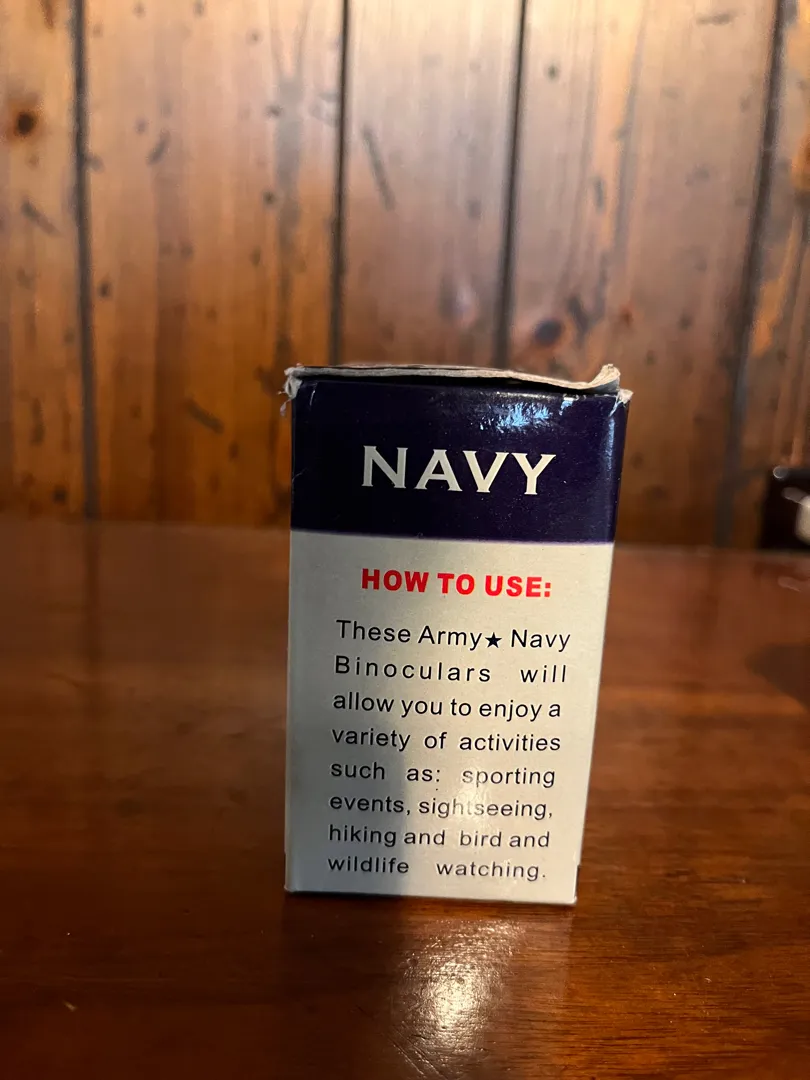 NAVY
HOW TO USE:
These Army★ Navy
Binoculars will
allow you to enjoy a
variety of activities
such as: sporting
events, sightseeing,
hiking and bird and
wildlife watching.